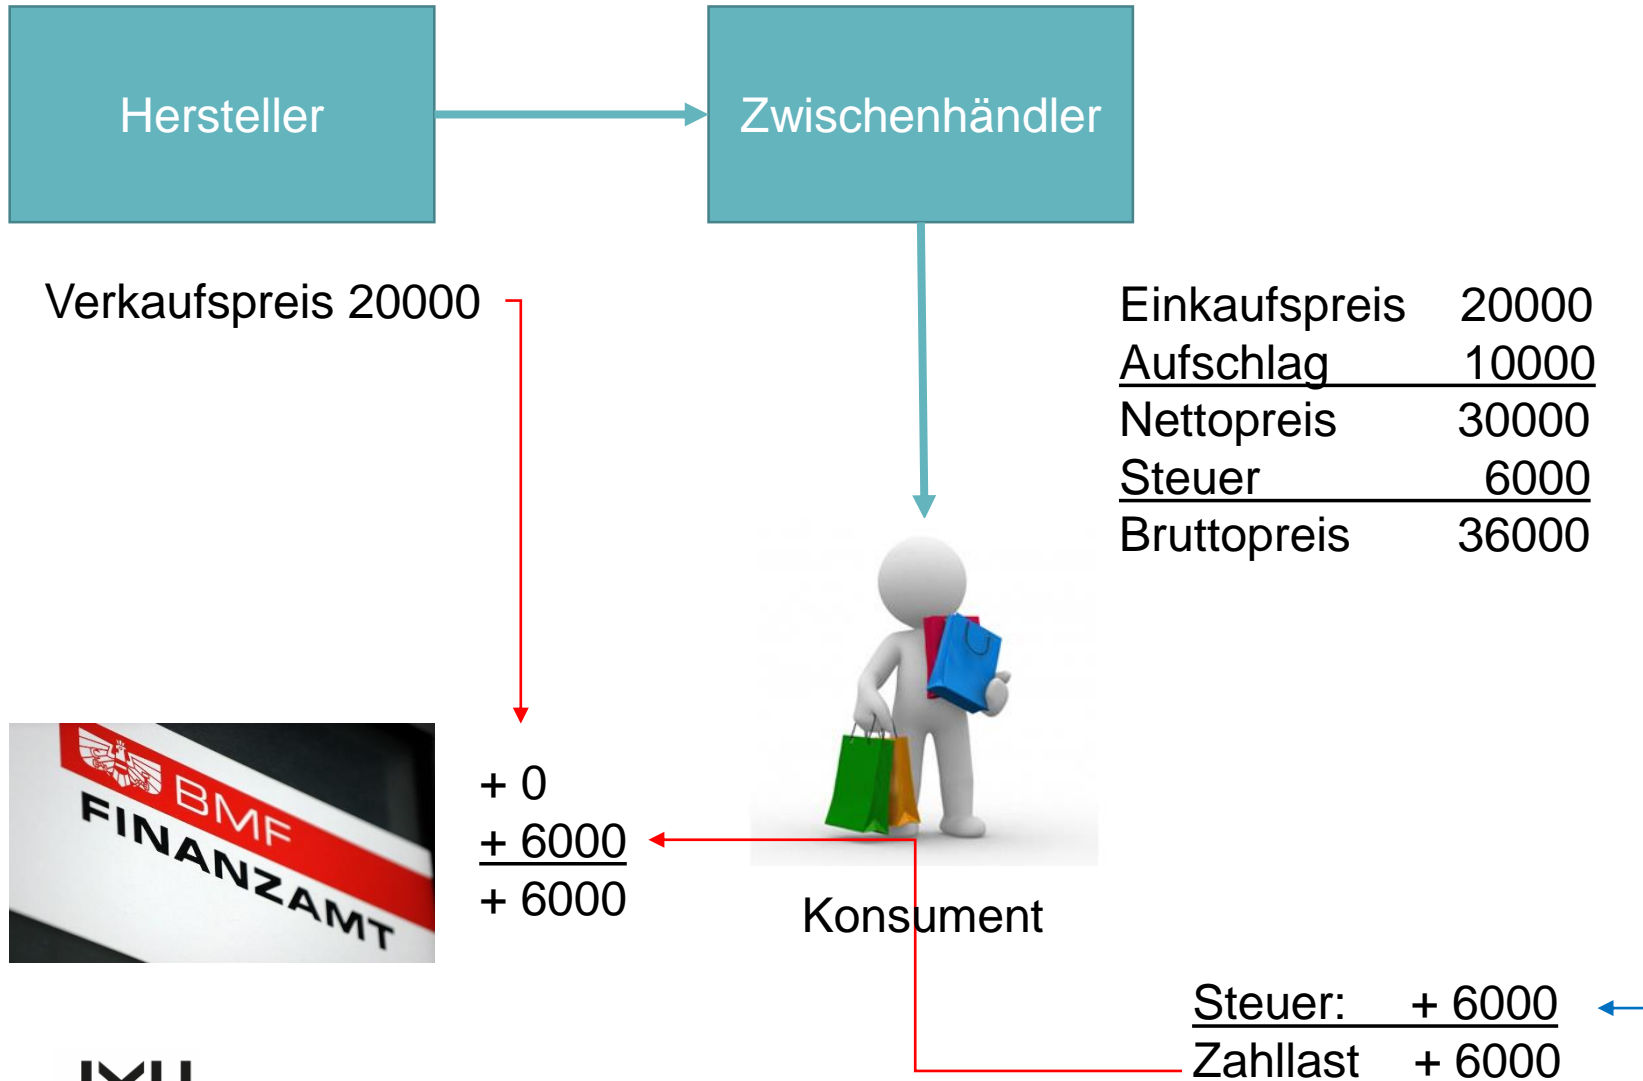 Hersteller
Zwischenhändler
Verkaufspreis 20000
Einkaufspreis 20000
Aufschlag 10000
Nettopreis 30000
Steuer 6000
Bruttopreis 36000
BMF
FINANZAMT
+ 0
+ 6000
+ 6000
Konsument
Steuer: + 6000
Zahllast + 6000